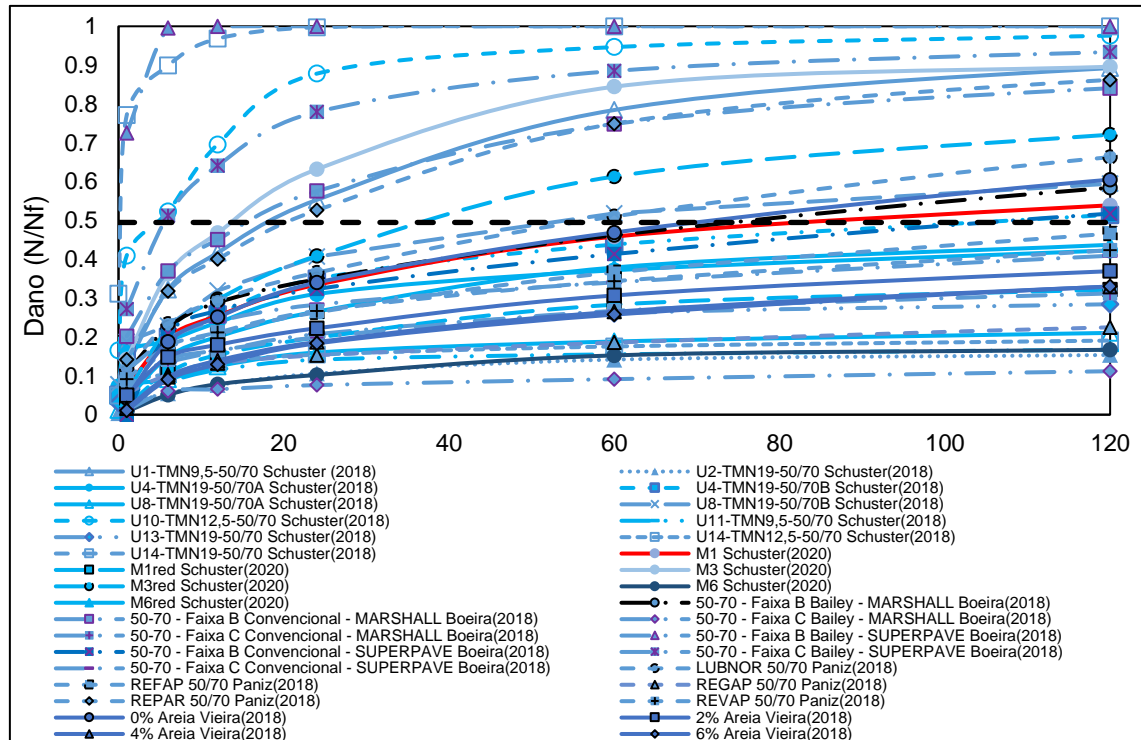 Dano (N/Nf)
1
0.9
0.8
0.7
0.6
0.5
0.4
0.3
0.2
0.1
0
0 20 40 60 80 100 120
U1-TMN9,5-50/70 Schuster (2018)
U2-TMN19-50/70 Schuster(2018)
U4-TMN19-50/70A Schuster(2018)
U4-TMN19-50/70B Schuster(2018)
U8-TMN19-50/70A Schuster(2018)
U8-TMN19-50/70B Schuster(2018)
U10-TMN12,5-50/70 Schuster(2018)
U11-TMN9,5-50/70 Schuster(2018)
U13-TMN19-50/70 Schuster(2018)
U14-TMN12,5-50/70 Schuster(2018)
U14-TMN19-50/70 Schuster(2018)
M1 Schuster(2020)
M1red Schuster(2020)
M3 Schuster(2020)
M3red Schuster(2020)
M6 Schuster(2020)
M6red Schuster(2020)
50-70 - Faixa B Bailey - MARSHALL Boeira(2018)
50-70 - Faixa B Convencional - MARSHALL Boeira(2018)
50-70 - Faixa C Bailey - MARSHALL Boeira(2018)
50-70 - Faixa C Convencional - MARSHALL Boeira(2018)
50-70 - Faixa B Bailey - SUPERPAVE Boeira(2018)
50-70 - Faixa B Convencional - SUPERPAVE Boeira(2018)
50-70 - Faixa C Bailey - SUPERPAVE Boeira(2018)
50-70 - Faixa C Convencional - SUPERPAVE Boeira(2018)
LUBNOR 50/70 Paniz(2018)
REFAP 50/70 Paniz(2018)
REGAP 50/70 Paniz(2018)
REPAR 50/70 Paniz(2018)
REVAP 50/70 Paniz(2018)
0% Areia Vieira(2018)
2% Areia Vieira(2018)
4% Areia Vieira(2018)
6% Areia Vieira(2018)